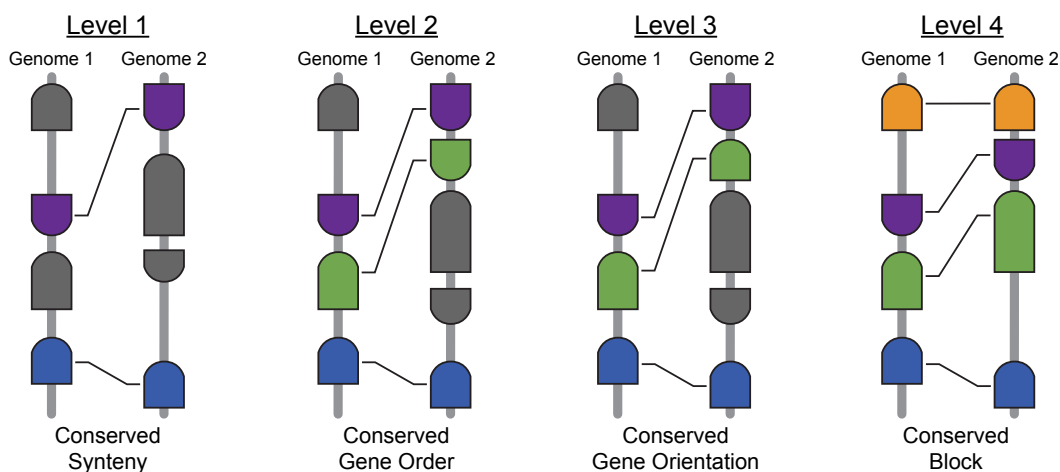 Level 1
Genome 1 Genome 2
Conserved
Synteny
Level 2
Genome 1 Genome 2
Conserved
Gene Order
Level 3
Genome 1 Genome 2
Conserved
Gene Orientation
Level 4
Genome 1 Genome 2
Conserved
Block